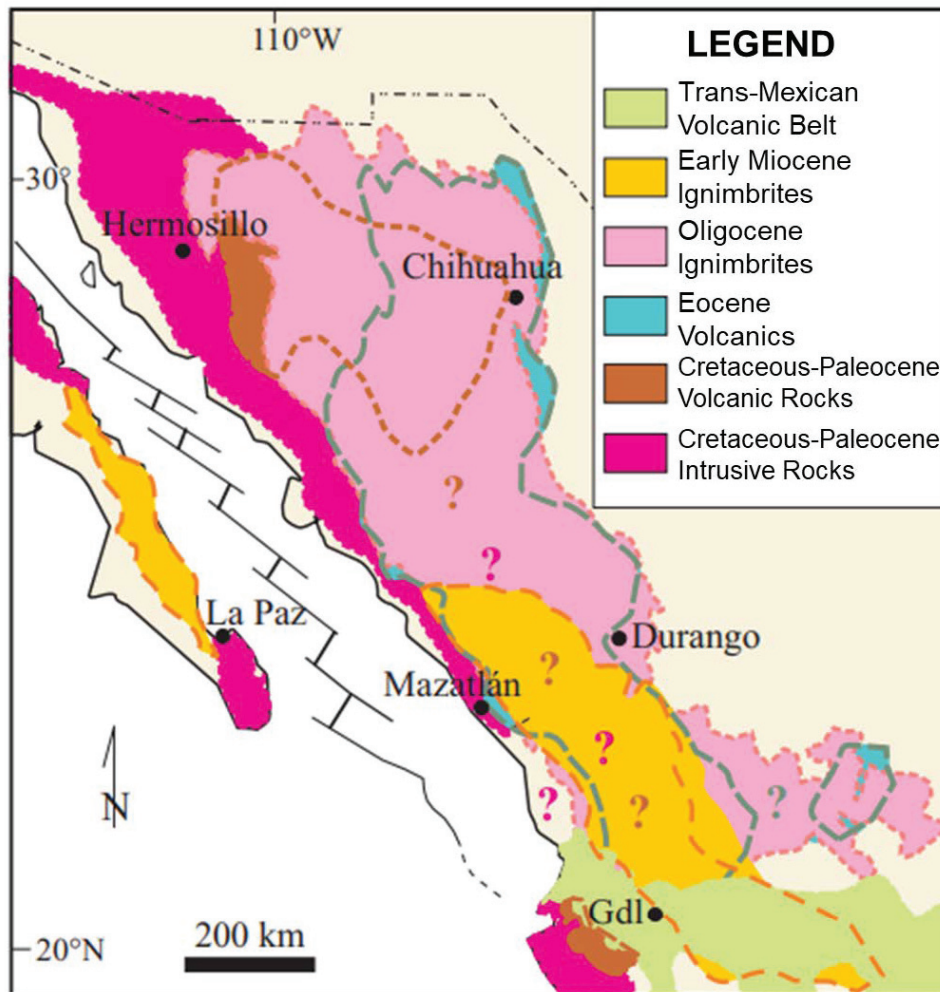 110°W
30°
Hermosillo
Chihuahua
?
?
La Paz
Durango
?
Mazatlán
?
N
?
?
?
Gdl
200 km
20°N
LEGEND
Trans-Mexican
Volcanic Belt
Early Miocene
Ignimbrites
Oligocene
Ignimbrites
Eocene
Volcanics
Cretaceous-Paleocene
Volcanic Rocks
Cretaceous-Paleocene
Intrusive Rocks